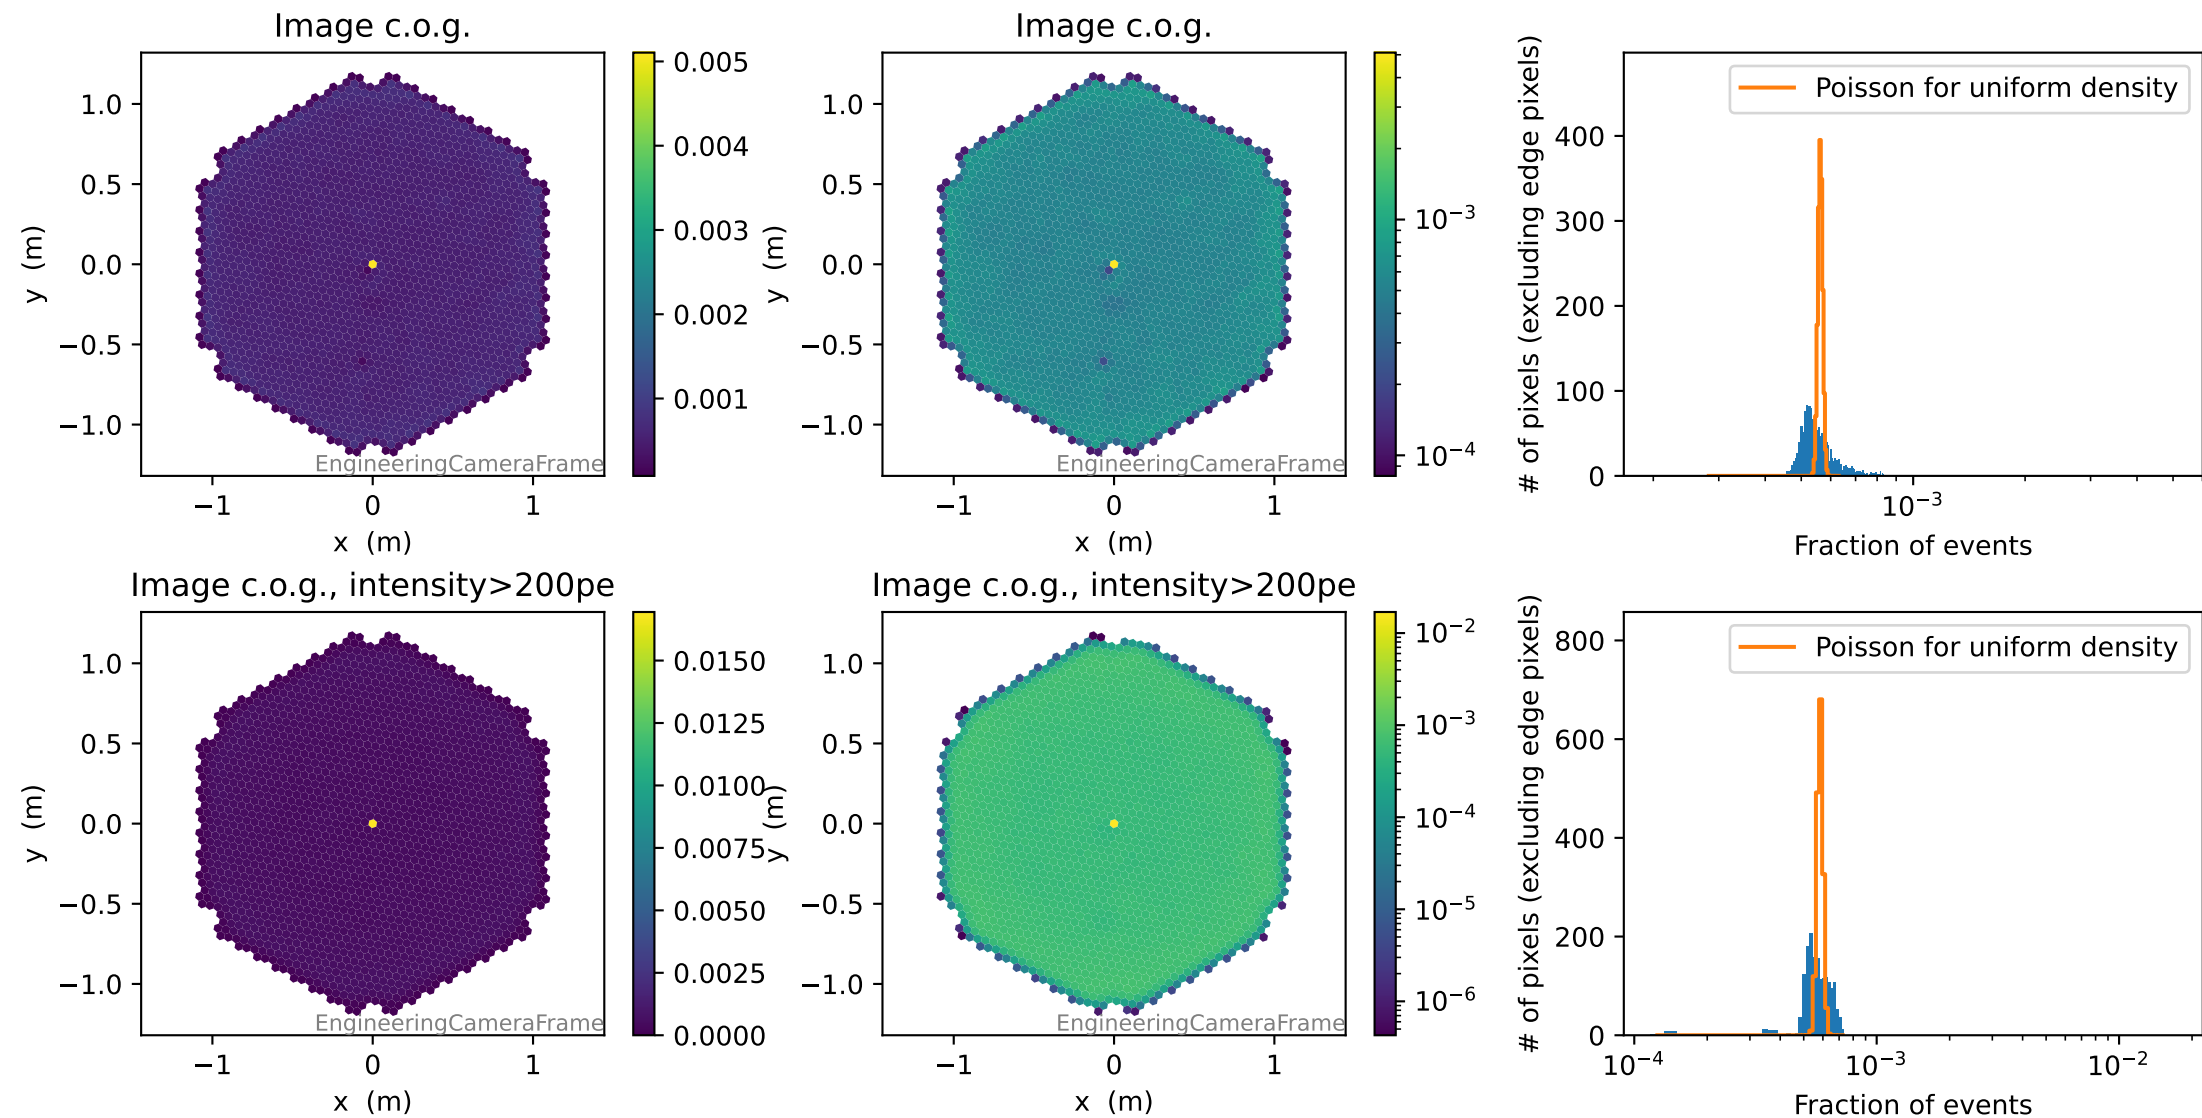 Image c.o.g.
1.0
0.5
0.0
−0.5
−1.0
y (m)
−1 0 1
x (m)
EngineeringCameraFrame
0.005
0.004
0.003
0.002
0.001
Image c.o.g.
1.0
0.5
0.0
−0.5
−1.0
y (m)
−1 0 1
x (m)
EngineeringCameraFrame
10⁻³
10⁻⁴
Poisson for uniform density
400
300
200
100
0
# of pixels (excluding edge pixels)
10⁻³
Fraction of events
Image c.o.g., intensity>200pe
1.0
0.5
0.0
−0.5
−1.0
y (m)
−1 0 1
x (m)
EngineeringCameraFrame
0.0150
0.0125
0.0100
0.0075
0.0050
0.0025
0.0000
Image c.o.g., intensity>200pe
1.0
0.5
0.0
−0.5
−1.0
y (m)
−1 0 1
x (m)
EngineeringCameraFrame
10⁻²
10⁻³
10⁻⁴
10⁻⁵
10⁻⁶
Poisson for uniform density
800
600
400
200
0
# of pixels (excluding edge pixels)
10⁻⁴ 10⁻³ 10⁻²
Fraction of events